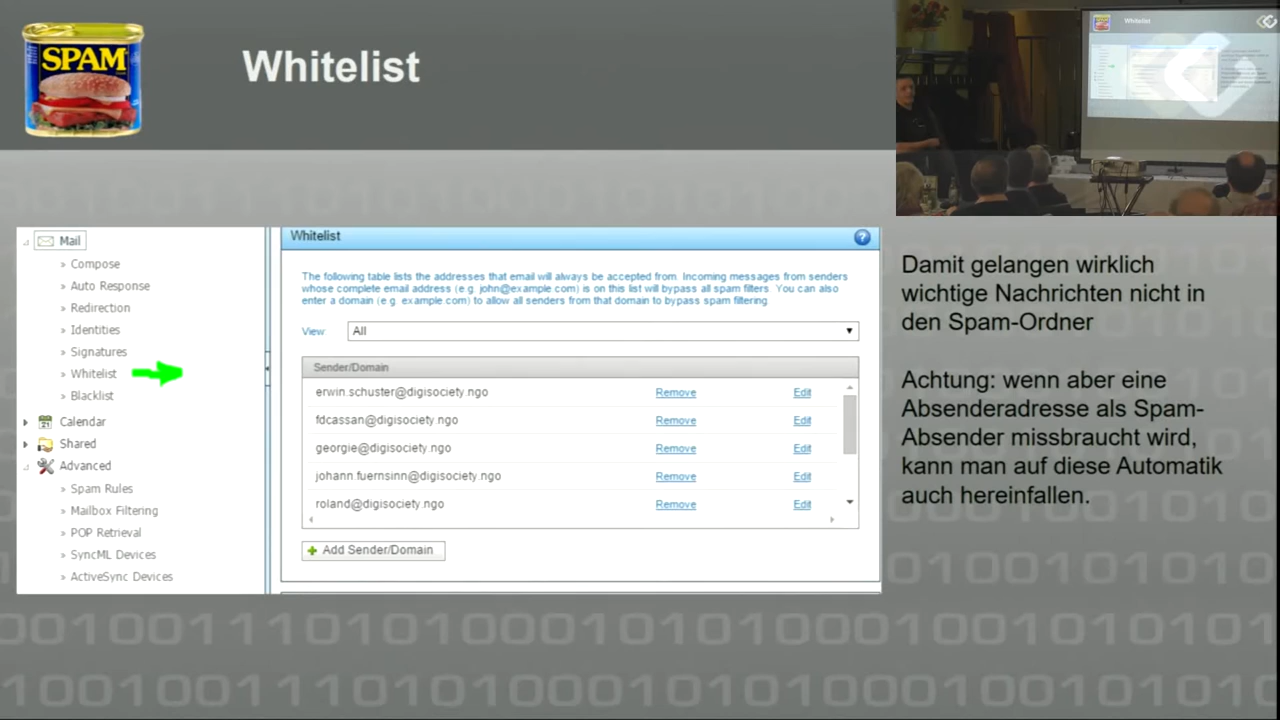 SPAM
Whitelist
Whitelist
Mail
Compose
Auto Response
Redirection
Identities
Signatures
Whitelist
Blacklist
Calendar
Shared
Advanced
Spam Rules
Mailbox Filtering
POP Retrieval
SyncML Devices
ActiveSync Devices
Whitelist
The following table lists the addresses that email will always be accepted from. Incoming messages from senders
whose complete email address (e.g. john@example.com) is on this list will bypass all spam filters. You can also
enter a domain (e.g. example.com) to allow all senders from that domain to bypass spam filtering.
View All
Sender/Domain
erwin.schuster@digisociety.ngo Remove Edit
fdcassan@digisociety.ngo Remove Edit
georgie@digisociety.ngo Remove Edit
johann.fuernsinn@digisociety.ngo Remove Edit
roland@digisociety.ngo Remove Edit
Add Sender/Domain
Damit gelangen wirklich
wichtige Nachrichten nicht in
den Spam-Ordner
Achtung: wenn aber eine
Absenderadresse als Spam-
Absender missbraucht wird,
kann man auf diese Automatik
auch hereinfallen.